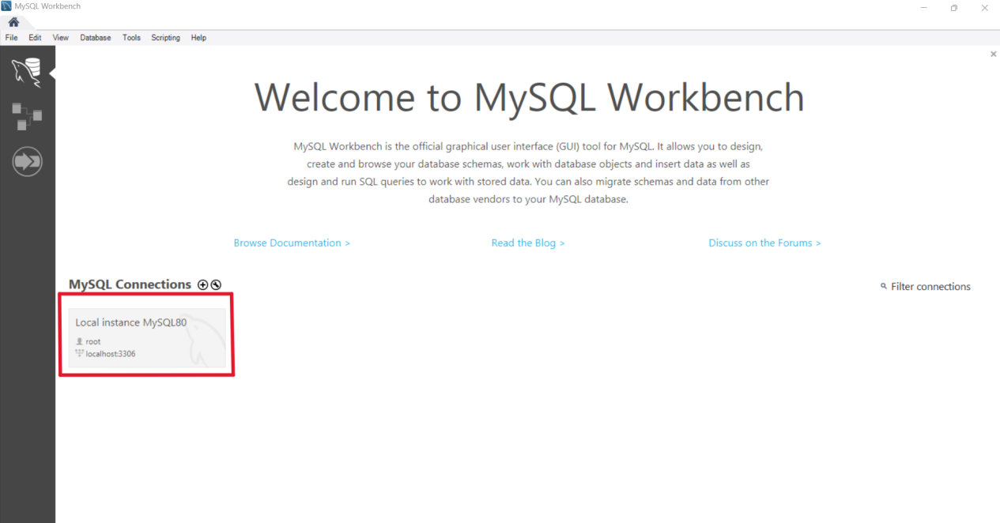 MySQL Workbench
File Edit View Database Tools Scripting Help
Welcome to MySQL Workbench
MySQL Workbench is the official graphical user interface (GUI) tool for MySQL. It allows you to design,
create and browse your database schemas, work with database objects and insert data as well as
design and run SQL queries to work with stored data. You can also migrate schemas and data from other
database vendors to your MySQL database.
Browse Documentation > Read the Blog > Discuss on the Forums >
MySQL Connections Filter connections
Local instance MySQL80
root
localhost:3306